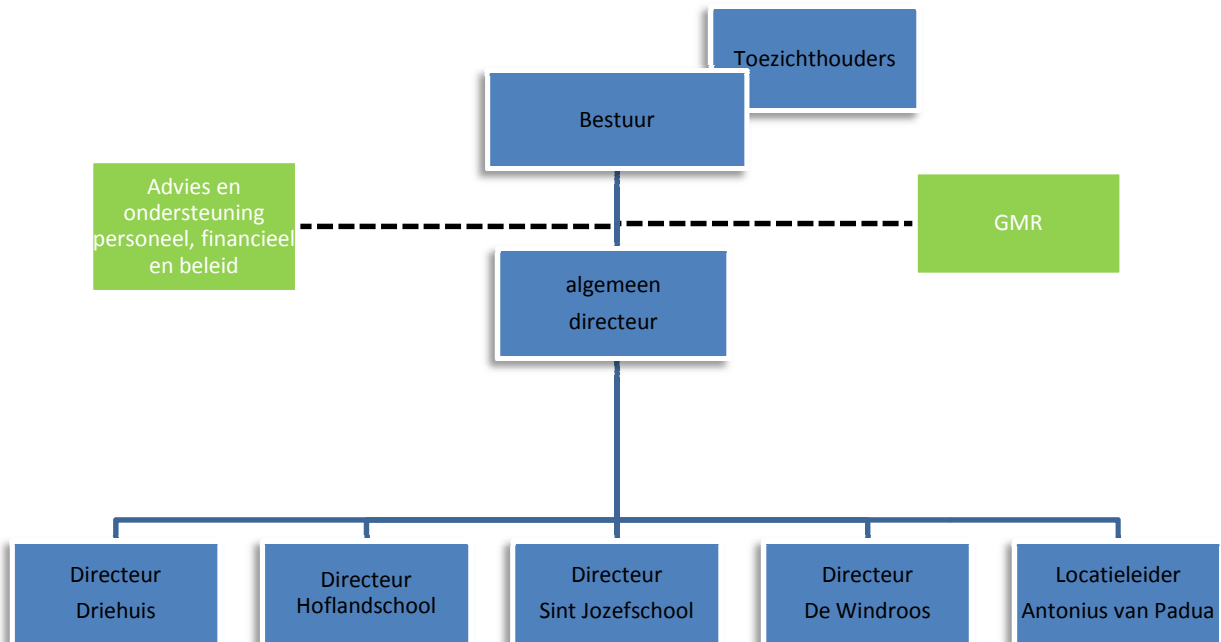 Toezichthouders
Bestuur
Advies en
ondersteuning
personeel, financieel
en beleid
GMR
algemeen
directeur
Directeur
Driehuis
Directeur
Hoflandschool
Directeur
Sint Jozefschool
Directeur
De Windroos
Locatieleider
Antonius van Padua